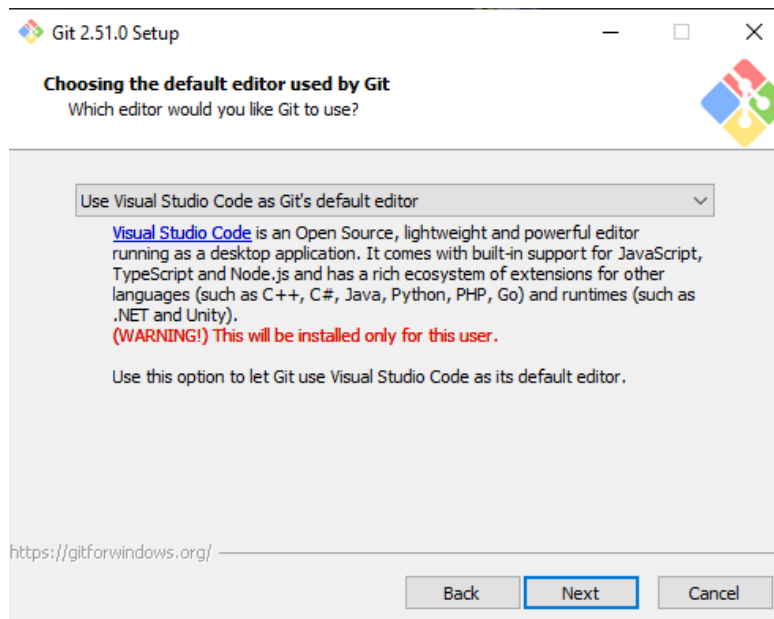 Git 2.51.0 Setup
Choosing the default editor used by Git
Which editor would you like Git to use?
Use Visual Studio Code as Git's default editor
Visual Studio Code is an Open Source, lightweight and powerful editor
running as a desktop application. It comes with built-in support for JavaScript,
TypeScript and Node.js and has a rich ecosystem of extensions for other
languages (such as C++, C#, Java, Python, PHP, Go) and runtimes (such as
.NET and Unity).
(WARNING!) This will be installed only for this user.
Use this option to let Git use Visual Studio Code as its default editor.
https://gitforwindows.org/
Back Next Cancel